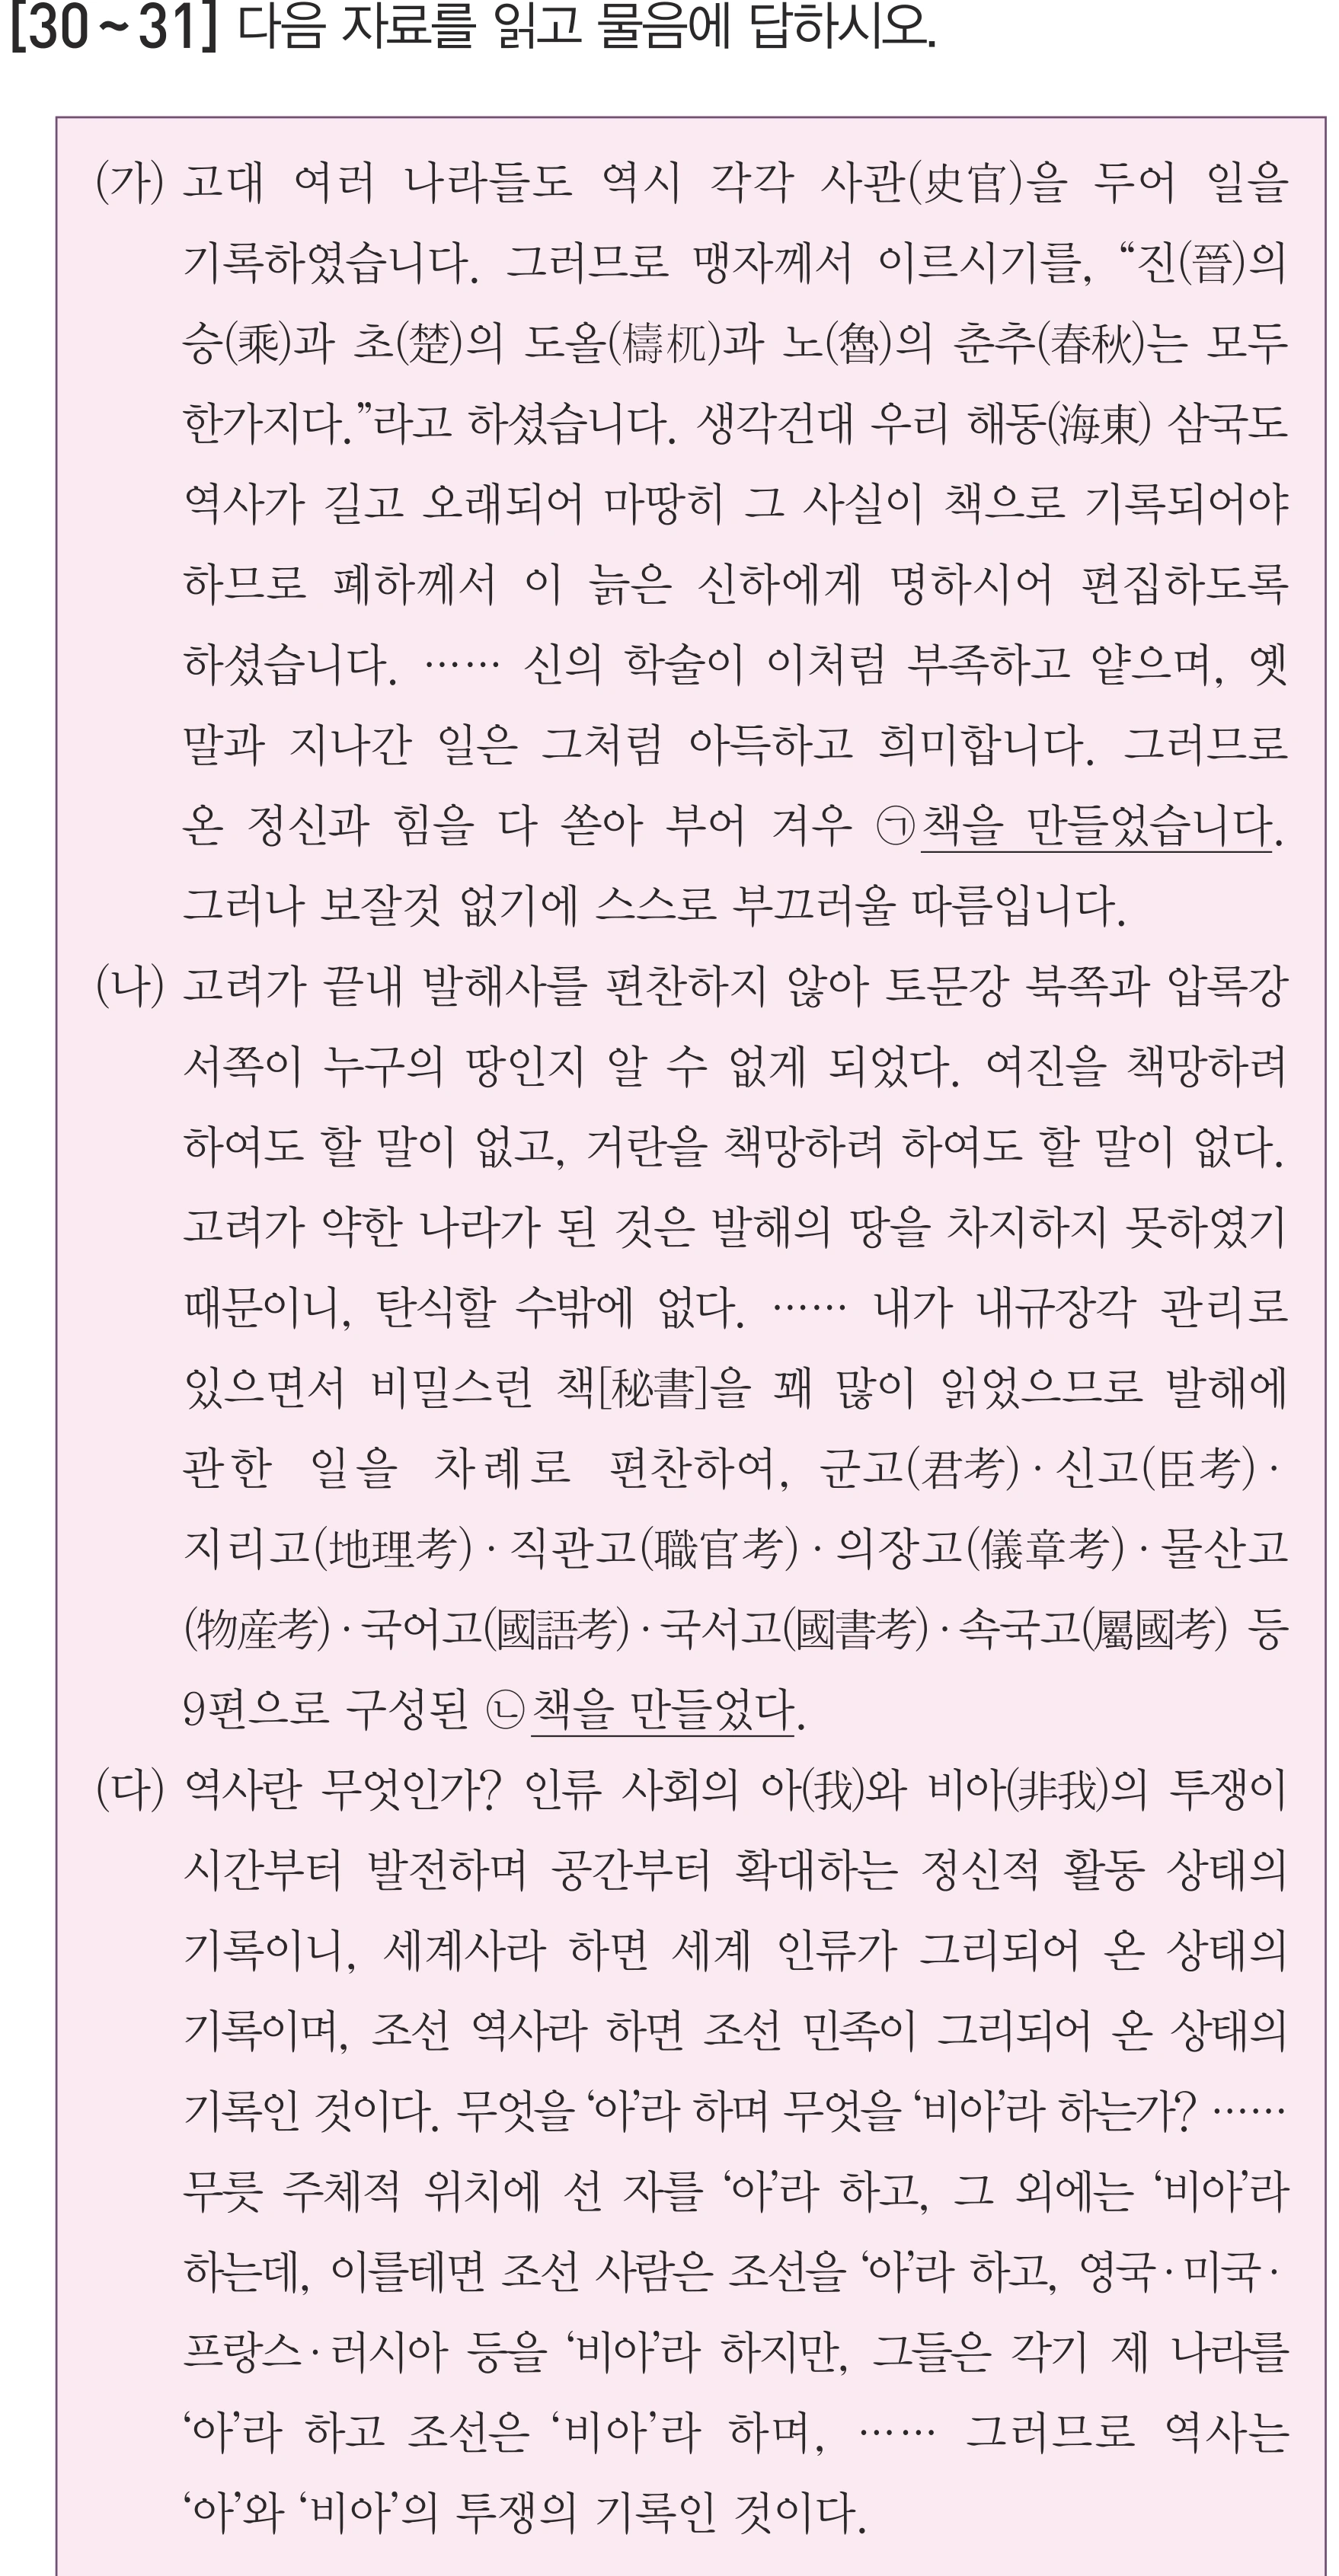 [30~31] 다음 자료를 읽고 물음에 답하시오.
(가) 고대 여러 나라들도 역시 각각 사관(史官)을 두어 일을
기록하였습니다. 그러므로 맹자께서 이르시기를, “진(晉)의
승(乘)과 초(楚)의 도올(檮杌)과 노(魯)의 춘추(春秋)는 모두
한가지다.”라고 하셨습니다. 생각건대 우리 해동(海東) 삼국도
역사가 길고 오래되어 마땅히 그 사실이 책으로 기록되어야
하므로 폐하께서 이 늙은 신하에게 명하시어 편집하도록
하셨습니다. …… 신의 학술이 이처럼 부족하고 얕으며, 옛
말과 지나간 일은 그처럼 아득하고 희미합니다. 그러므로
온 정신과 힘을 다 쏟아 부어 겨우 ㉠책을 만들었습니다.
그러나 보잘것 없기에 스스로 부끄러울 따름입니다.
(나) 고려가 끝내 발해사를 편찬하지 않아 토문강 북쪽과 압록강
서쪽이 누구의 땅인지 알 수 없게 되었다. 여진을 책망하려
하여도 할 말이 없고, 거란을 책망하려 하여도 할 말이 없다.
고려가 약한 나라가 된 것은 발해의 땅을 차지하지 못하였기
때문이니, 탄식할 수밖에 없다. …… 내가 내규장각 관리로
있으면서 비밀스런 책[秘書]을 꽤 많이 읽었으므로 발해에
관한 일을 차례로 편찬하여, 군고(君考)·신고(臣考)·
지리고(地理考)·직관고(職官考)·의장고(儀章考)·물산고
(物産考)·국어고(國語考)·국서고(國書考)·속국고(屬國考) 등
9편으로 구성된 ㉡책을 만들었다.
(다) 역사란 무엇인가? 인류 사회의 아(我)와 비아(非我)의 투쟁이
시간부터 발전하며 공간부터 확대하는 정신적 활동 상태의
기록이니, 세계사라 하면 세계 인류가 그리되어 온 상태의
기록이며, 조선 역사라 하면 조선 민족이 그리되어 온 상태의
기록인 것이다. 무엇을 ‘아’라 하며 무엇을 ‘비아’라 하는가? ……
무릇 주체적 위치에 선 자를 ‘아’라 하고, 그 외에는 ‘비아’라
하는데, 이를테면 조선 사람은 조선을 ‘아’라 하고, 영국·미국·
프랑스·러시아 등을 ‘비아’라 하지만, 그들은 각기 제 나라를
‘아’라 하고 조선은 ‘비아’라 하며, …… 그러므로 역사는
‘아’와 ‘비아’의 투쟁의 기록인 것이다.